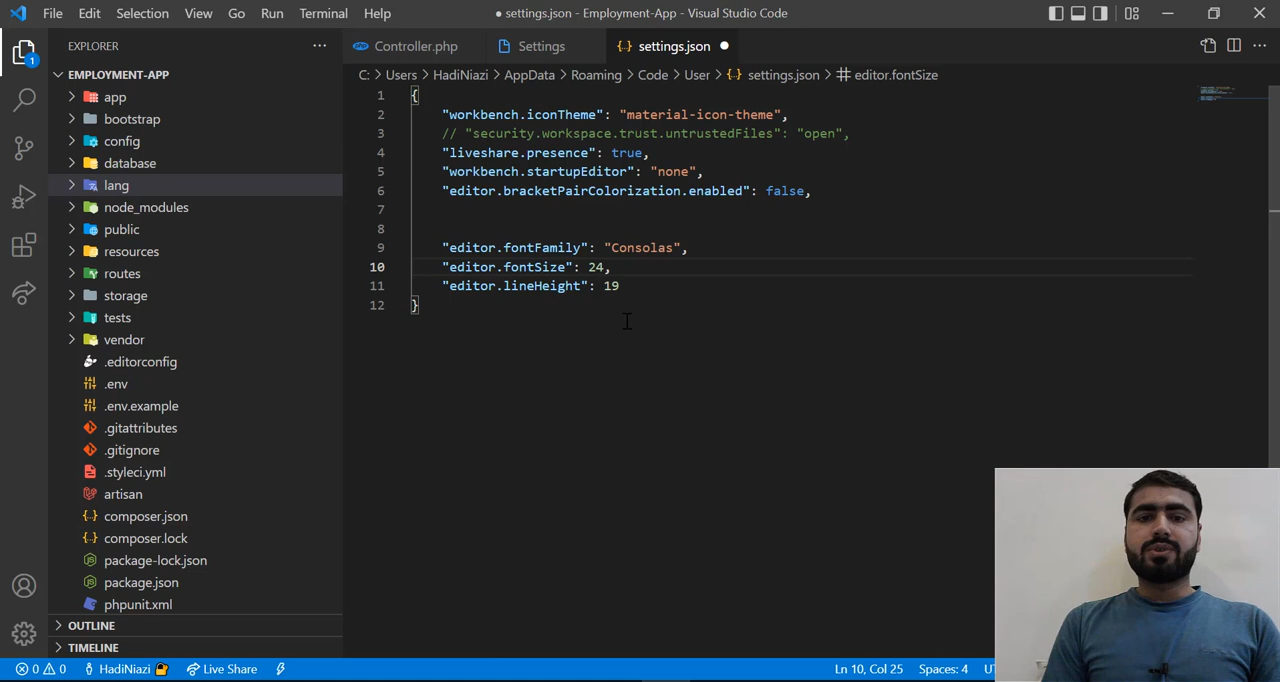 File Edit Selection View Go Run Terminal Help
● settings.json - Employment-App - Visual Studio Code
EXPLORER
1
EMPLOYMENT-APP
app
bootstrap
config
database
lang
node_modules
public
resources
routes
storage
tests
vendor
.editorconfig
.env
.env.example
.gitattributes
.gitignore
.styleci.yml
artisan
composer.json
composer.lock
package-lock.json
package.json
phpunit.xml
OUTLINE
TIMELINE
Controller.php Settings {..} settings.json ●
C: > Users > HadiNiazi > AppData > Roaming > Code > User > {..} settings.json > editor.fontSize
1 {
2 "workbench.iconTheme": "material-icon-theme",
3 // "security.workspace.trust.untrustedFiles": "open",
4 "liveshare.presence": true,
5 "workbench.startupEditor": "none",
6 "editor.bracketPairColorization.enabled": false,
7
8
9 "editor.fontFamily": "Consolas",
10 "editor.fontSize": 24,
11 "editor.lineHeight": 19
12 }
0 0 HadiNiazi Live Share Ln 10, Col 25 Spaces: 4